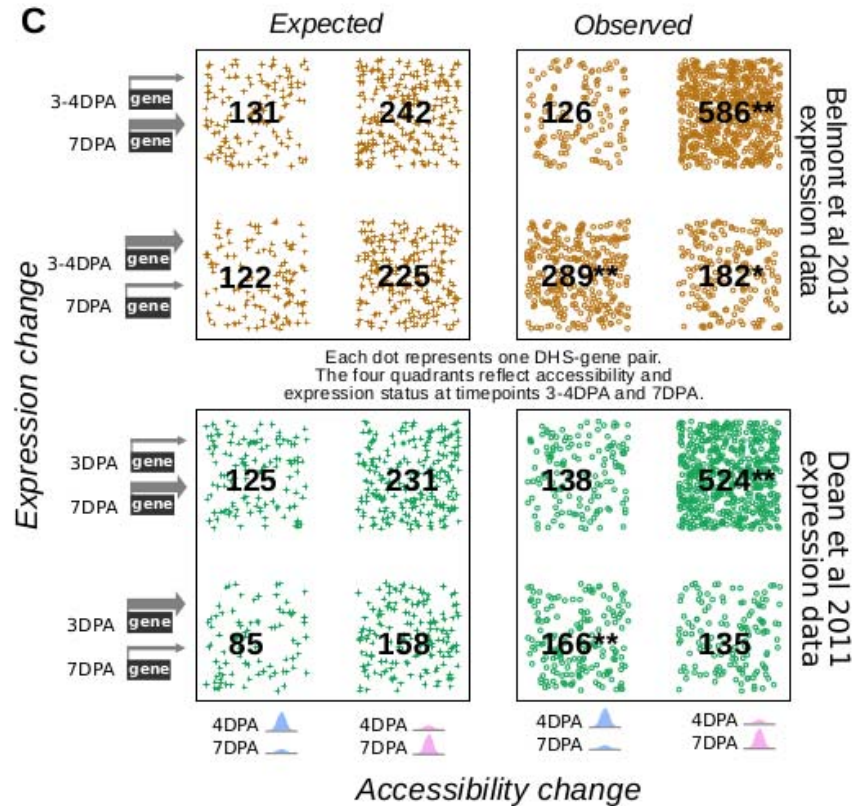 C
Expected
Observed
3-4DPA gene
7DPA gene
131
242
126
586**
3-4DPA gene
7DPA gene
122
225
289**
182*
Belmont et al 2013
expression data
Each dot represents one DHS-gene pair.
The four quadrants reflect accessibility and
expression status at timepoints 3-4DPA and 7DPA.
Expression change
3DPA gene
7DPA gene
125
231
138
524**
3DPA gene
7DPA gene
85
158
166**
135
Dean et al 2011
expression data
4DPA
7DPA
4DPA
7DPA
4DPA
7DPA
4DPA
7DPA
Accessibility change